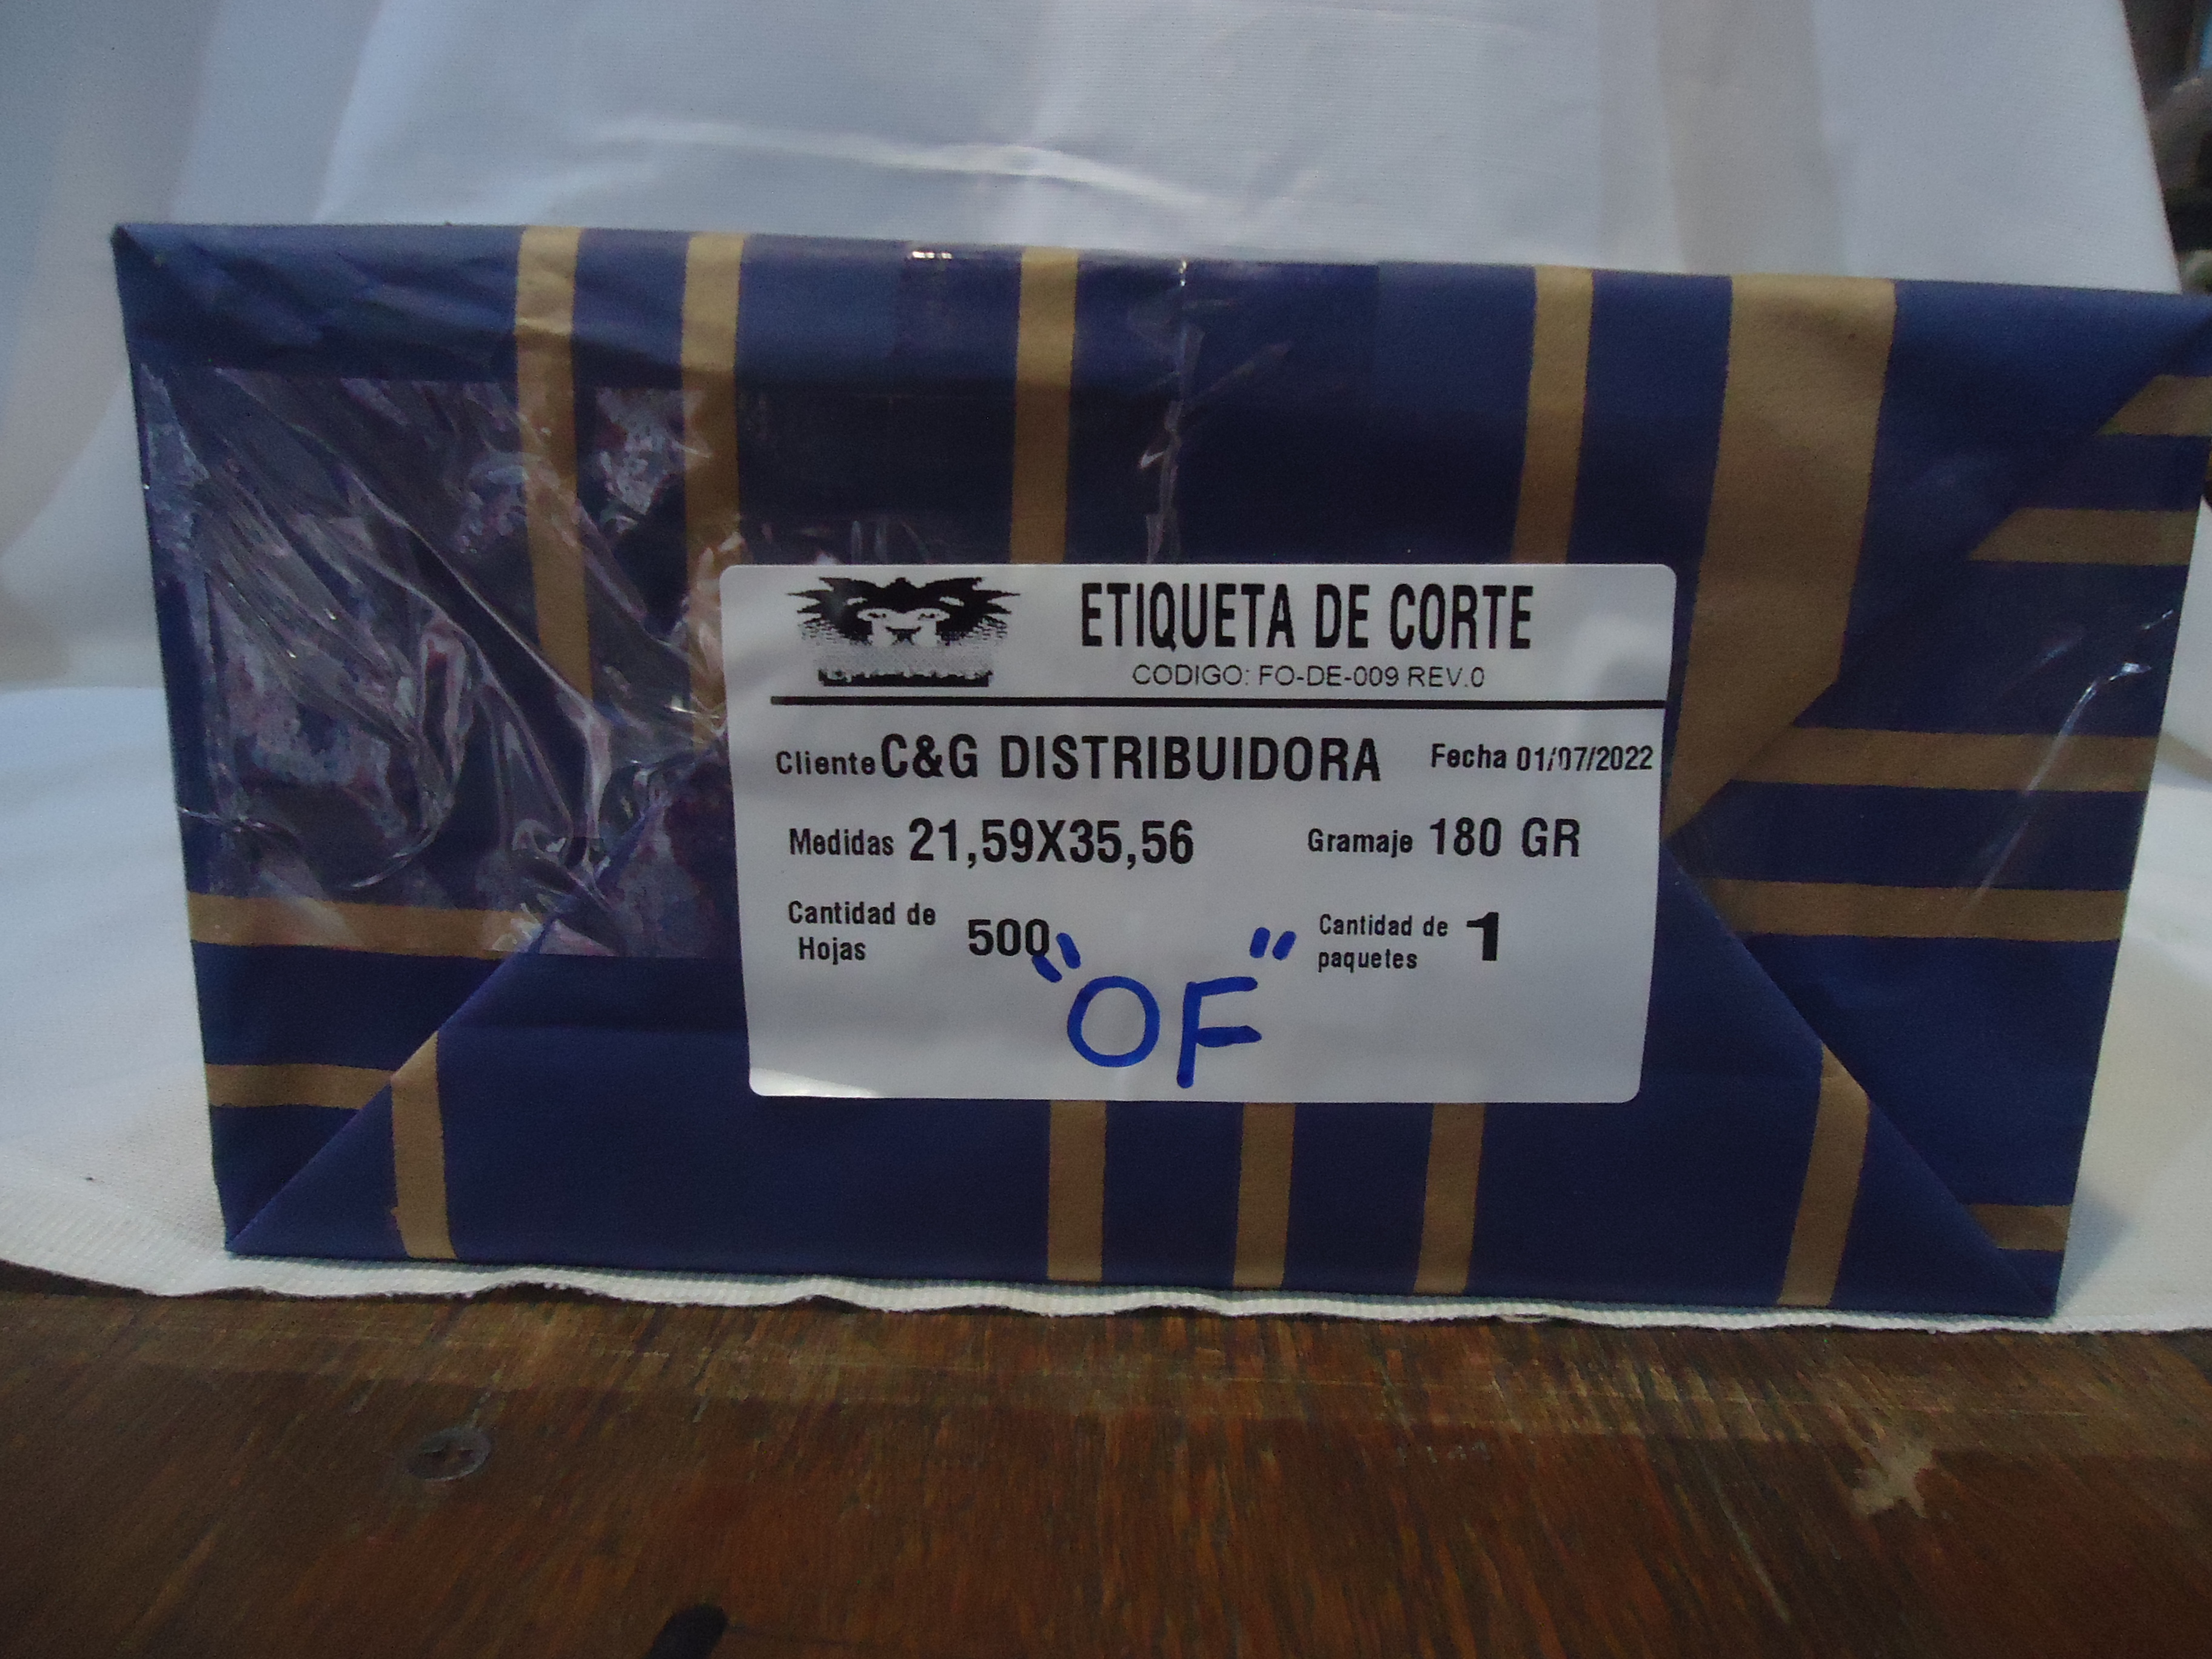 ETIQUETA DE CORTE
CODIGO: FO-DE-009 REV.0
Cliente C&G DISTRIBUIDORA Fecha 01/07/2022
Medidas 21,59X35,56 Gramaje 180 GR
Cantidad de Hojas 500 Cantidad de paquetes 1
"OF"